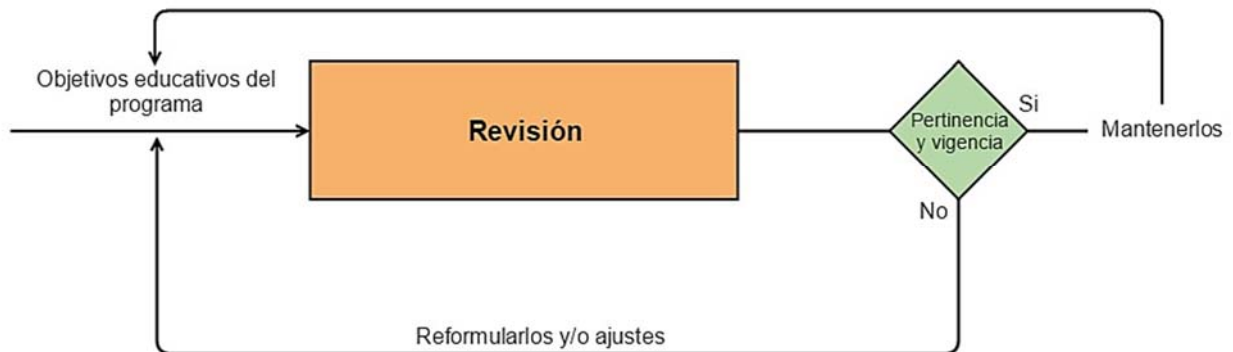 Objetivos educativos del
programa
Revisión
Pertinencia
y vigencia
Si
Mantenerlos
No
Reformularlos y/o ajustes